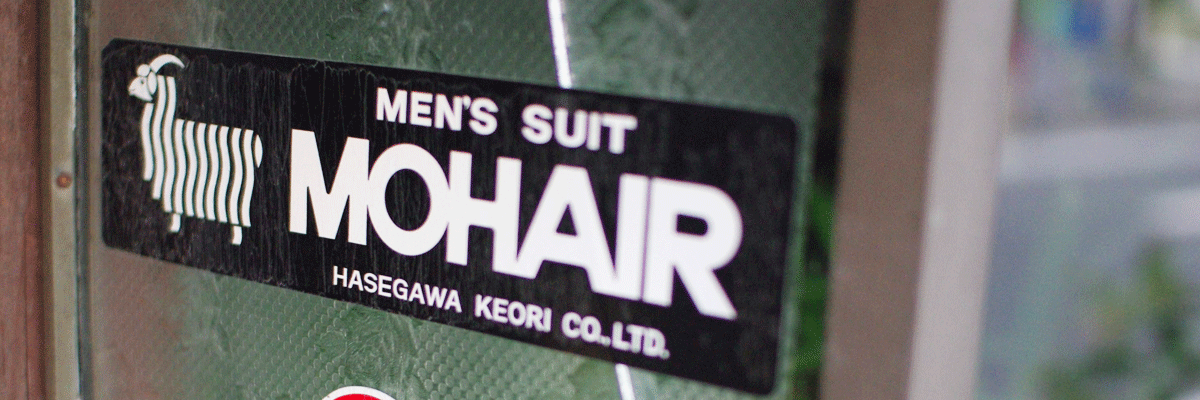 MEN'S SUIT
MOHAIR
HASEGAWA KEORI CO.,LTD.